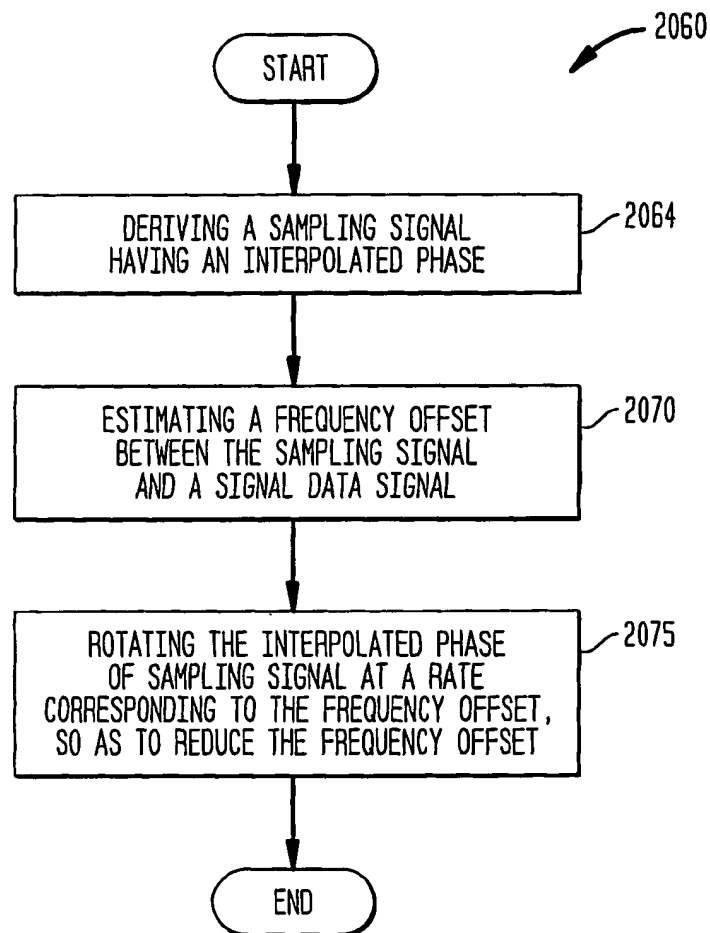 2060
START
DERIVING A SAMPLING SIGNAL
HAVING AN INTERPOLATED PHASE
2064
ESTIMATING A FREQUENCY OFFSET
BETWEEN THE SAMPLING SIGNAL
AND A SIGNAL DATA SIGNAL
2070
ROTATING THE INTERPOLATED PHASE
OF SAMPLING SIGNAL AT A RATE
CORRESPONDING TO THE FREQUENCY OFFSET,
SO AS TO REDUCE THE FREQUENCY OFFSET
2075
END